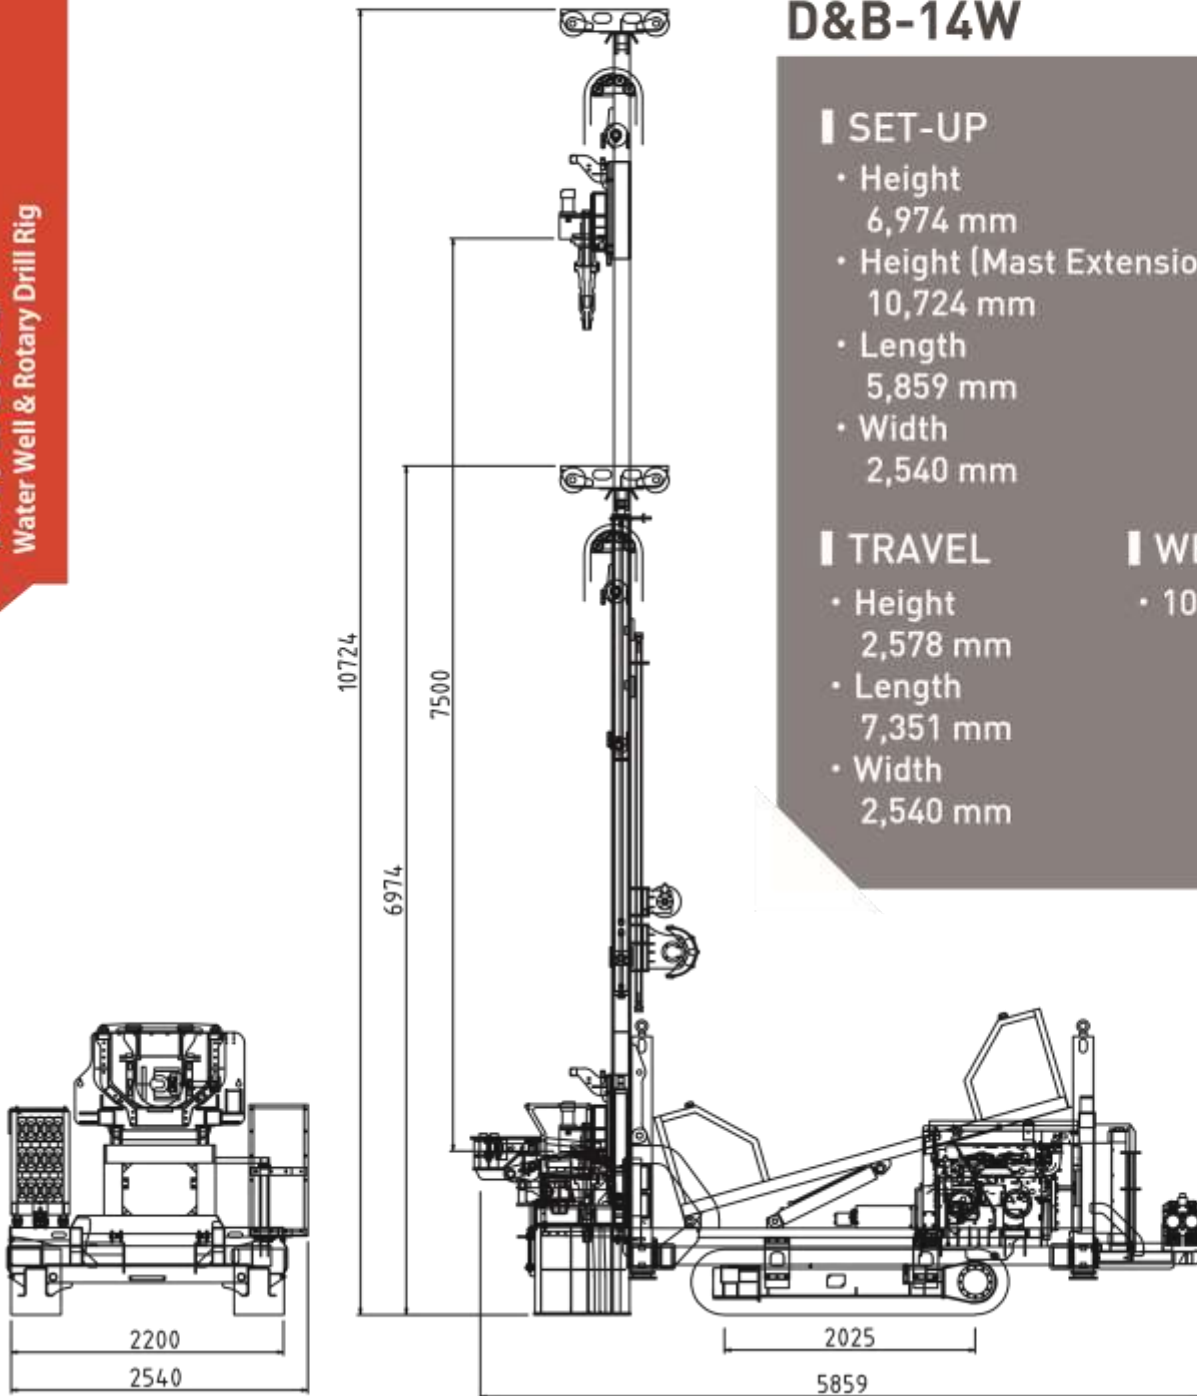 D&B-14W
Water Well & Rotary Drill Rig
SET-UP
· Height
6,974 mm
· Height (Mast Extensio
10,724 mm
· Length
5,859 mm
· Width
2,540 mm
TRAVEL
· Height
2,578 mm
· Length
7,351 mm
· Width
2,540 mm
· 10
10724
7500
6974
2200
2540
2025
5859